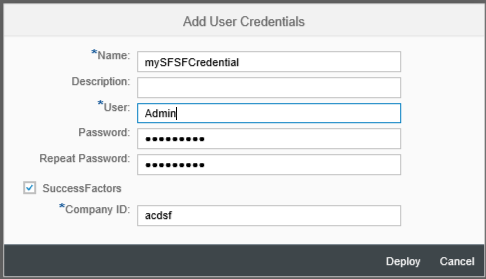 Add User Credentials
*Name: mySFSFCredential
Description:
*User: Admin
Password: •••••••••
Repeat Password: •••••••••
SuccessFactors
*Company ID: acdsf
Deploy Cancel